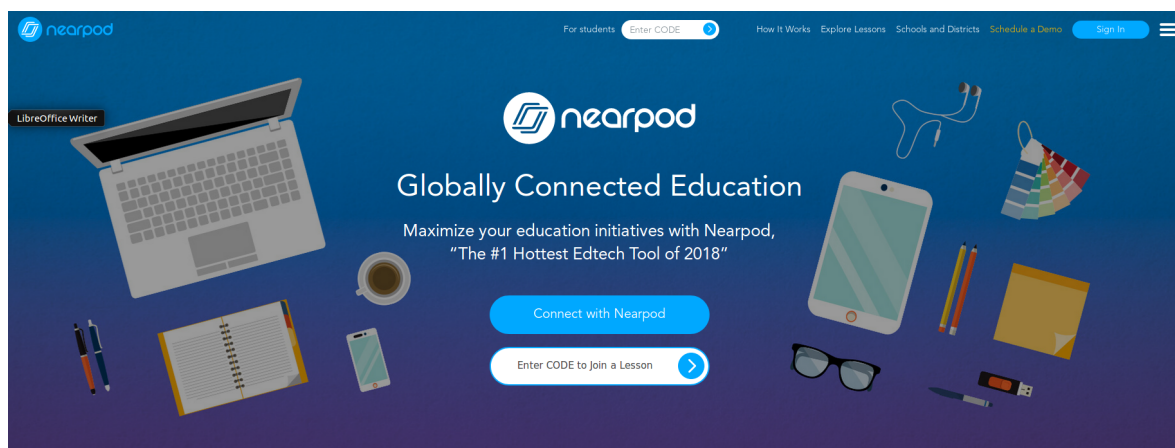 nearpod
For students Enter CODE How It Works Explore Lessons Schools and Districts Schedule a Demo Sign In
nearpod
LibreOffice Writer
Globally Connected Education
Maximize your education initiatives with Nearpod,
“The #1 Hottest Edtech Tool of 2018”
Connect with Nearpod
Enter CODE to Join a Lesson